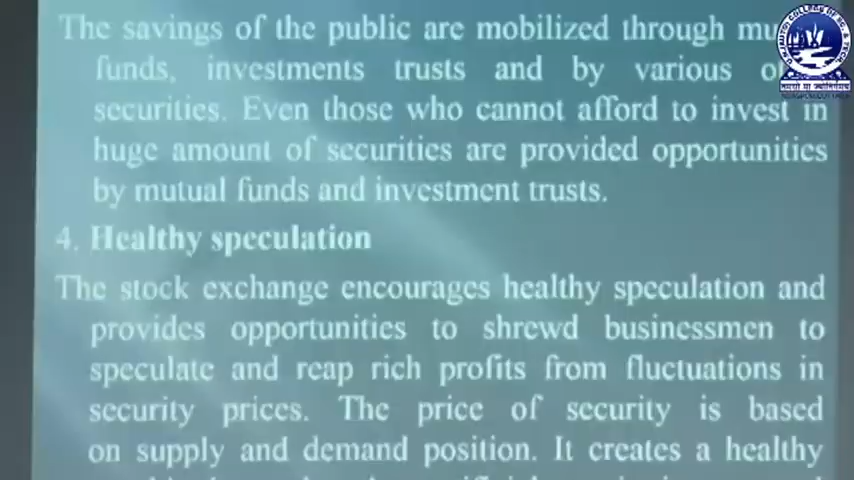 The savings of the public are mobilized through
funds, investments trusts and by various
securities. Even those who cannot afford to invest in
huge amount of securities are provided opportunities
by mutual funds and investment trusts.
4. Healthy speculation
The stock exchange encourages healthy speculation and
provides opportunities to shrewd businessmen to
speculate and reap rich profits from fluctuations in
security prices. The price of security is based
on supply and demand position. It creates a healthy